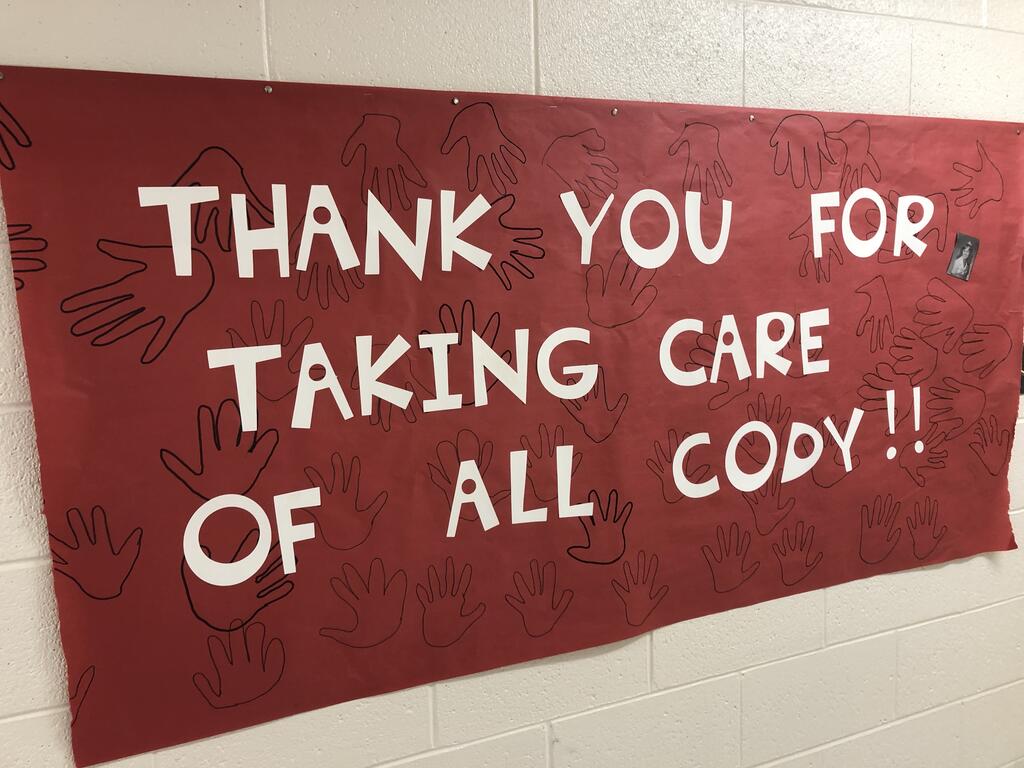 THANK YOU FOR
TAKING CARE
OF ALL CODY!!